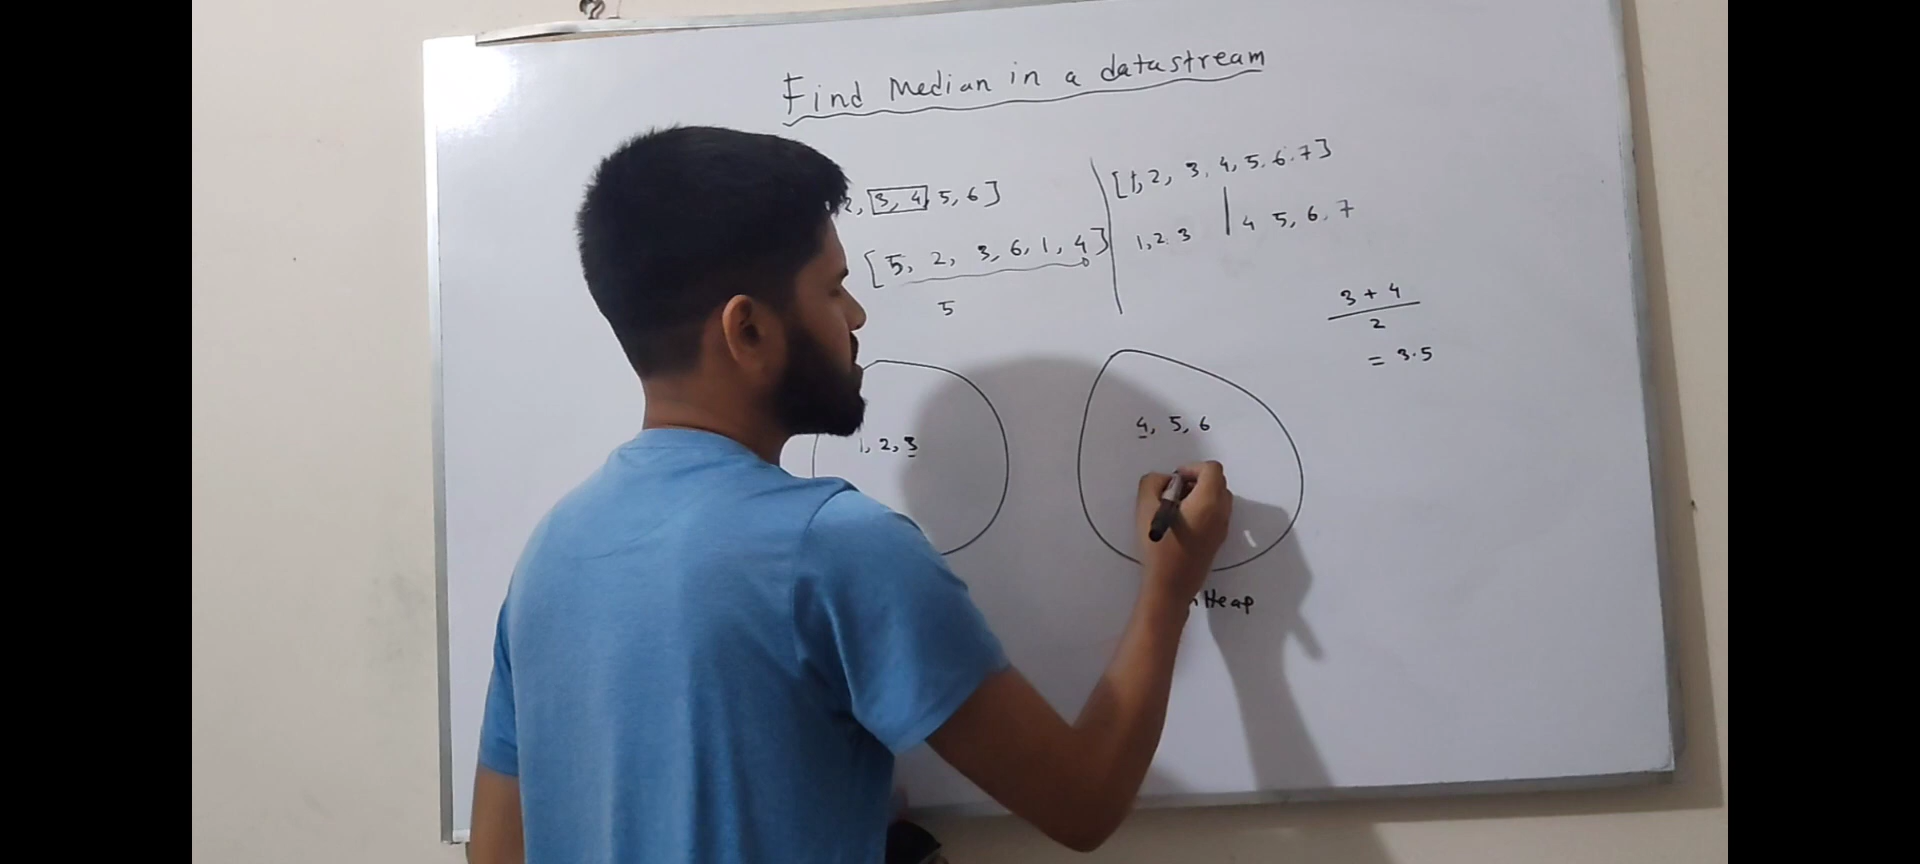 Find Median in a datastream
2, 3, 4, 5, 6]
[5, 2, 3, 6, 1, 4]
5
[1, 2, 3, 4, 5, 6, 7]
1, 2, 3 | 4 5, 6, 7
3 + 4
2
= 3.5
1, 2, 3
4, 5, 6
Heap